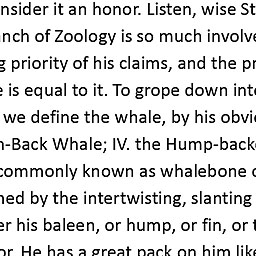 nsider it an honor. Listen, wise St
nch of Zoology is so much involve
priority of his claims, and the pr
e is equal to it. To grope down int
we define the whale, by his obvi
n-Back Whale; IV. the Hump-back
commonly known as whalebone
ned by the intertwisting, slanting
er his baleen, or hump, or fin, or
or. He has a great pack on him like